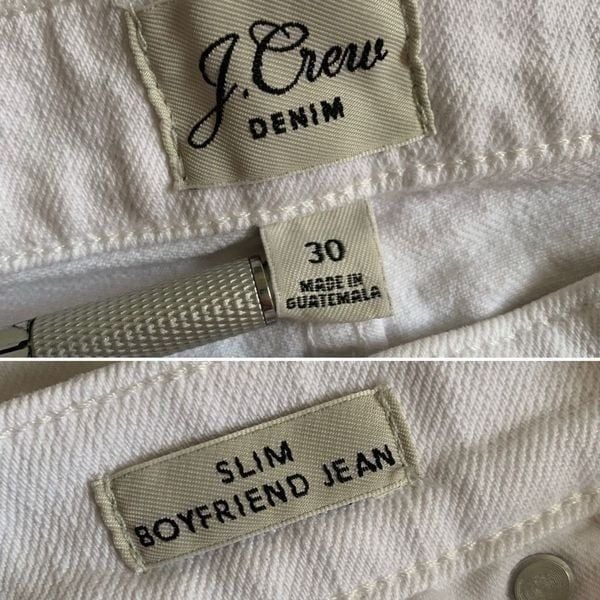 J.Crew
DENIM
30
MADE IN
GUATEMALA
SLIM
BOYFRIEND JEAN